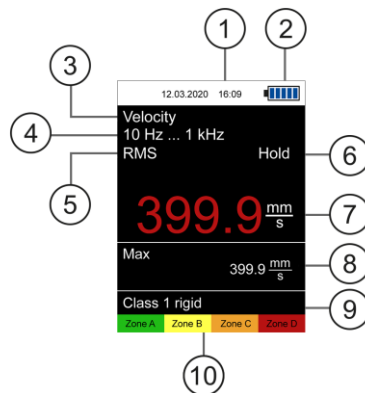 1
2
12.03.2020 16:09
3
Velocity
4
10 Hz ... 1 kHz
RMS
Hold
5
6
399.9 mm/s
7
Max
399.9 mm/s
8
Class 1 rigid
9
Zone A Zone B Zone C Zone D
10